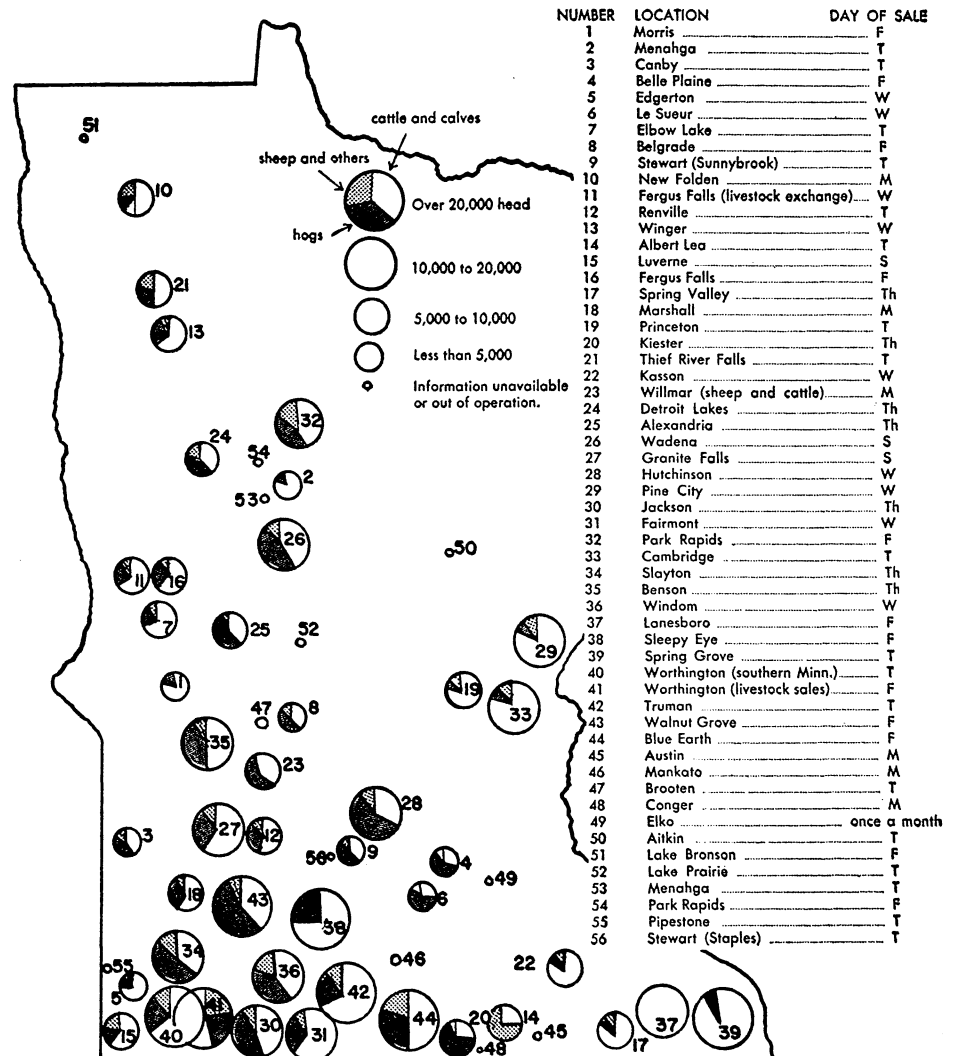 NUMBER LOCATION DAY OF SALE
1 Morris F
2 Menahga T
3 Canby T
4 Belle Plaine F
5 Edgerton W
6 Le Sueur W
7 Elbow Lake T
8 Belgrade F
9 Stewart (Sunnybrook) T
10 New Folden M
11 Fergus Falls (livestock exchange) W
12 Renville T
13 Winger W
14 Albert Lea T
15 Luverne S
16 Fergus Falls F
17 Spring Valley Th
18 Marshall M
19 Princeton T
20 Kiester Th
21 Thief River Falls T
22 Kasson W
23 Willmar (sheep and cattle) M
24 Detroit Lakes Th
25 Alexandria Th
26 Wadena S
27 Granite Falls S
28 Hutchinson W
29 Pine City W
30 Jackson Th
31 Fairmont W
32 Park Rapids F
33 Cambridge T
34 Slayton Th
35 Benson Th
36 Windom W
37 Lanesboro F
38 Sleepy Eye F
39 Spring Grove T
40 Worthington (southern Minn.) T
41 Worthington (livestock sales) F
42 Truman T
43 Walnut Grove F
44 Blue Earth F
45 Austin M
46 Mankato M
47 Brooten T
48 Conger M
49 Elko once a month
50 Aitkin T
51 Lake Bronson F
52 Lake Prairie T
53 Menahga T
54 Park Rapids F
55 Pipestone T
56 Stewart (Staples) T
cattle and calves
sheep and others
hogs
Over 20,000 head
10,000 to 20,000
5,000 to 10,000
Less than 5,000
Information unavailable
or out of operation.
51
10
21
13
32
24
54
2
53
26
50
11
16
7
25
52
29
1
19
33
47
8
35
23
28
27
12
3
56
9
4
49
18
6
43
38
34
55
36
46
22
5
42
40
41
44
20
14
37
39
15
30
31
48
45
17